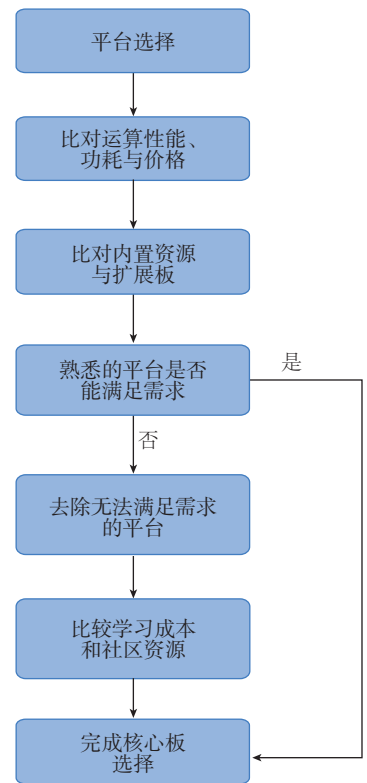 平台选择
比对运算性能、
功耗与价格
比对内置资源
与扩展板
熟悉的平台是否
能满足需求
是
否
去除无法满足需求
的平台
比较学习成本
和社区资源
完成核心板
选择